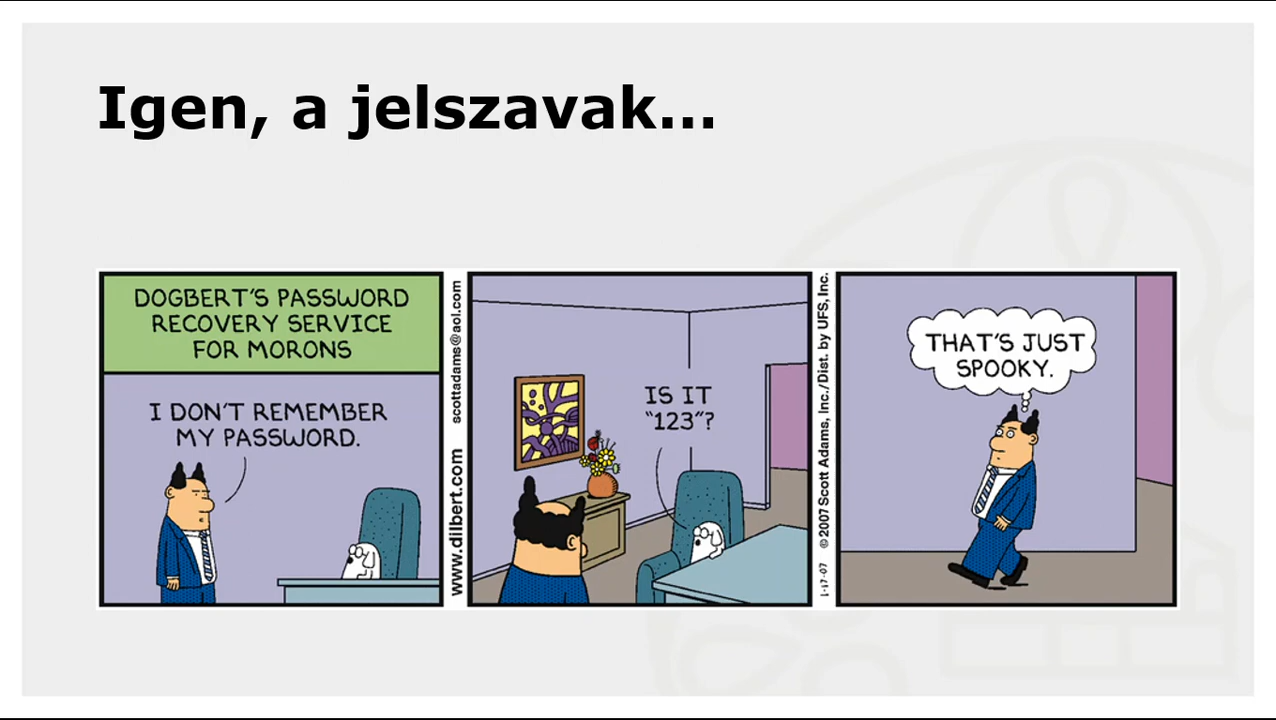 Igen, a jelszavak...
DOGBERT'S PASSWORD
RECOVERY SERVICE
FOR MORONS
I DON'T REMEMBER
MY PASSWORD.
www.dilbert.com scottadams@aol.com
IS IT
"123"?
1-17-07 ©2007 Scott Adams, Inc./Dist. by UFS, Inc.
THAT'S JUST
SPOOKY.